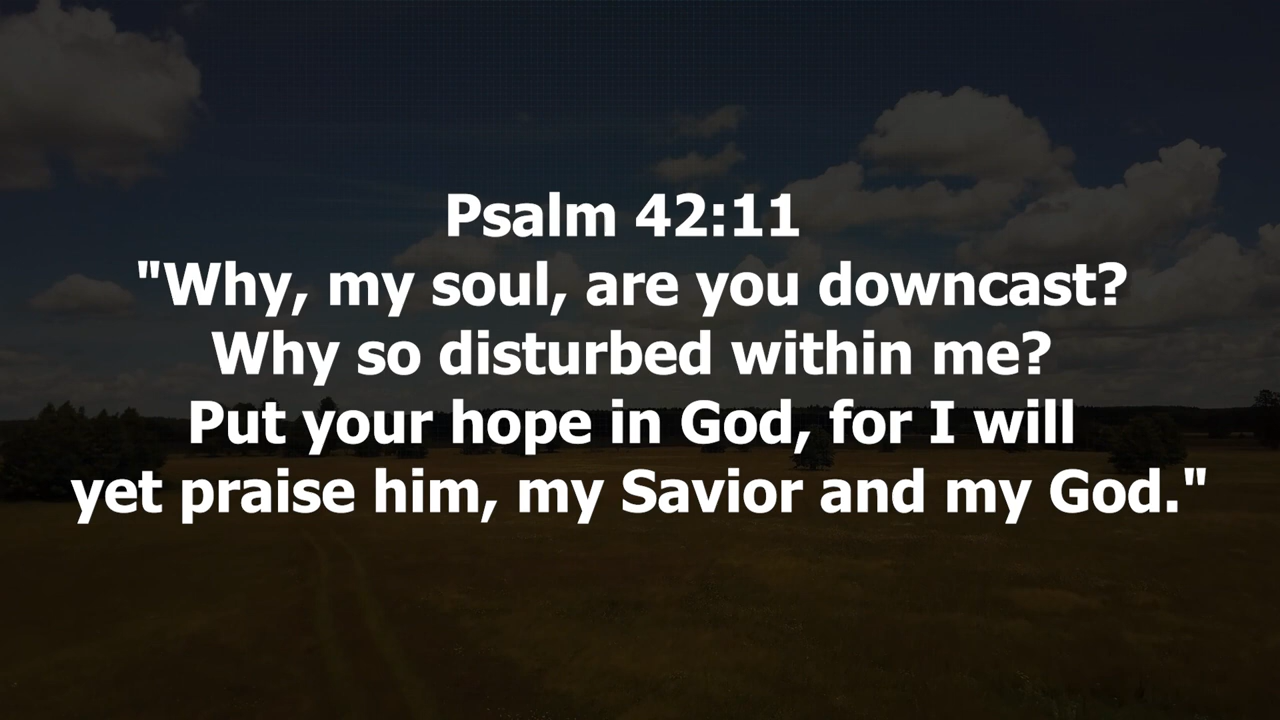 Psalm 42:11
"Why, my soul, are you downcast?
Why so disturbed within me?
Put your hope in God, for I will
yet praise him, my Savior and my God."